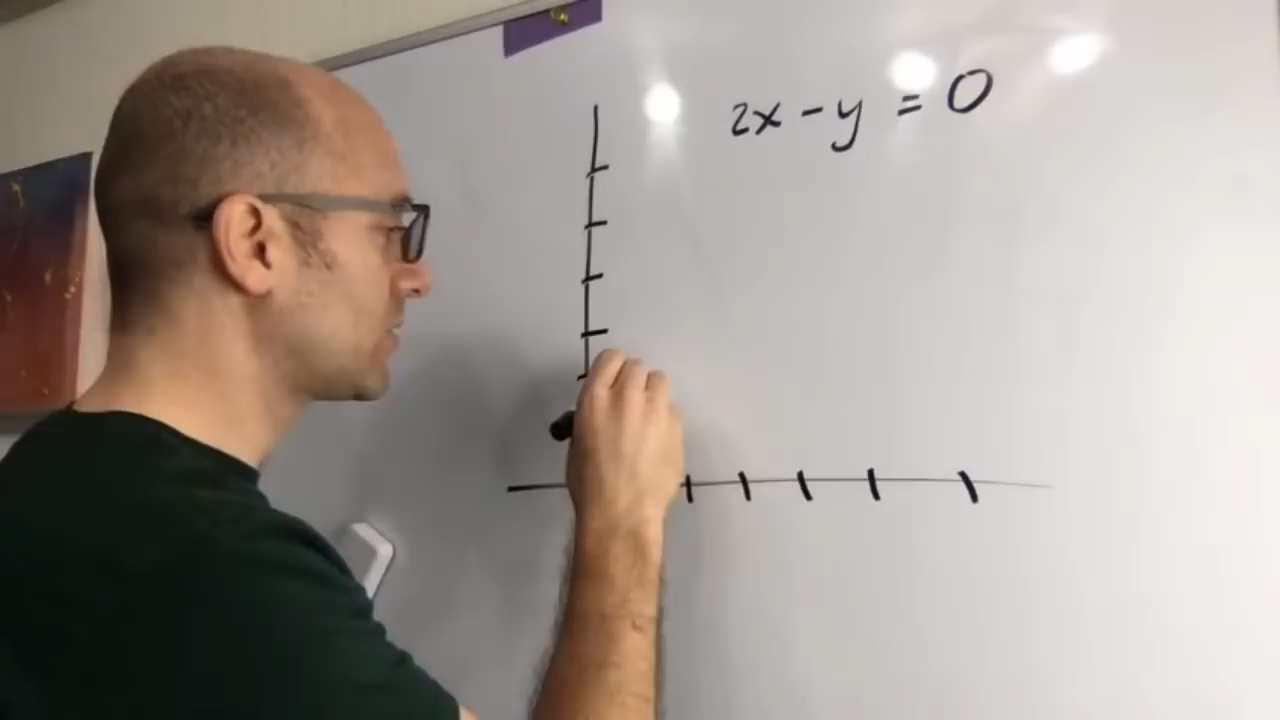 2x - y = 0